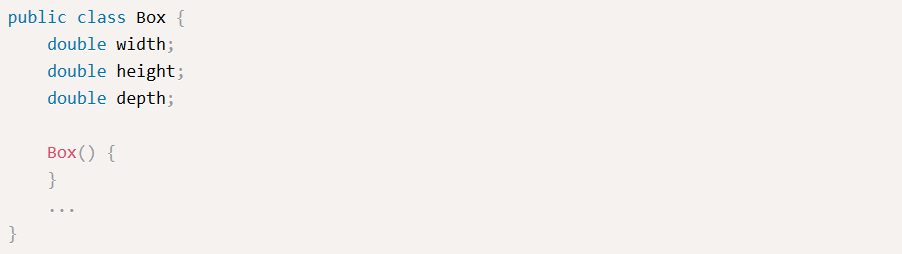 public class Box {
    double width;
    double height;
    double depth;

    Box() {
    }
    ...
}